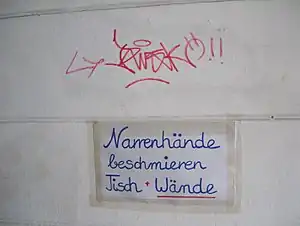 Narrenhände
beschmieren
Tisch + Wände